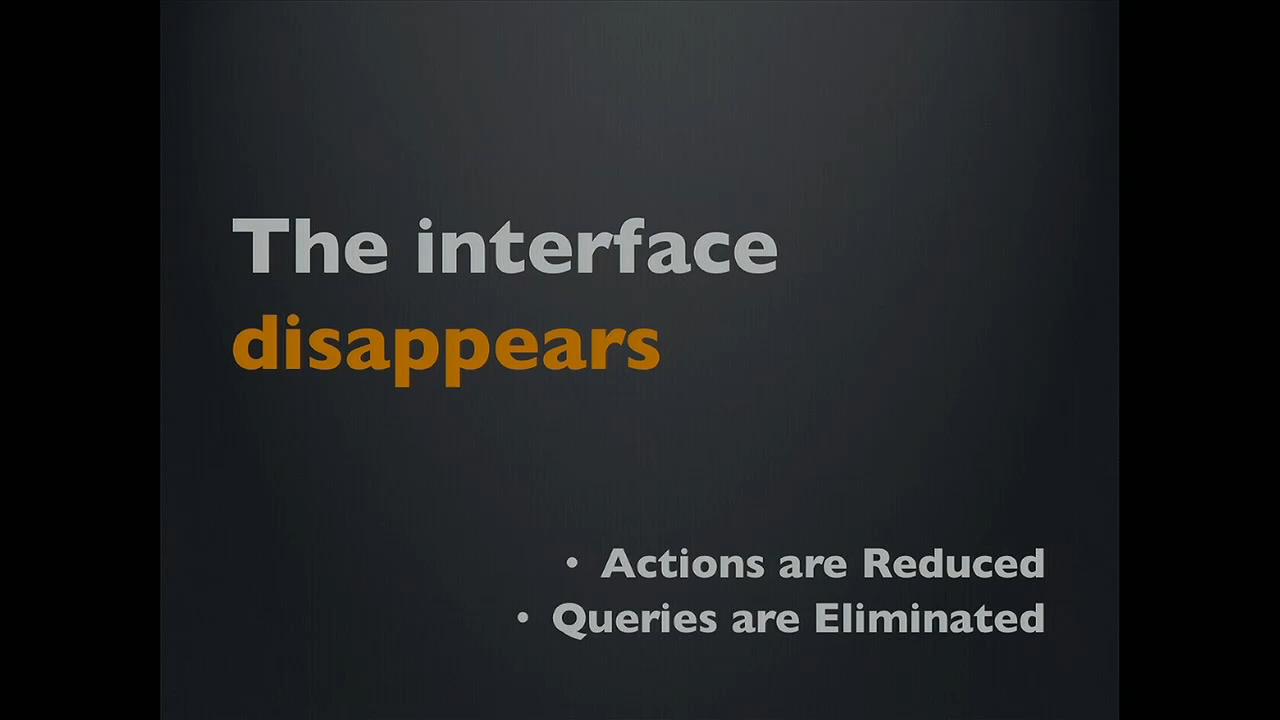 The interface
disappears
• Actions are Reduced
• Queries are Eliminated